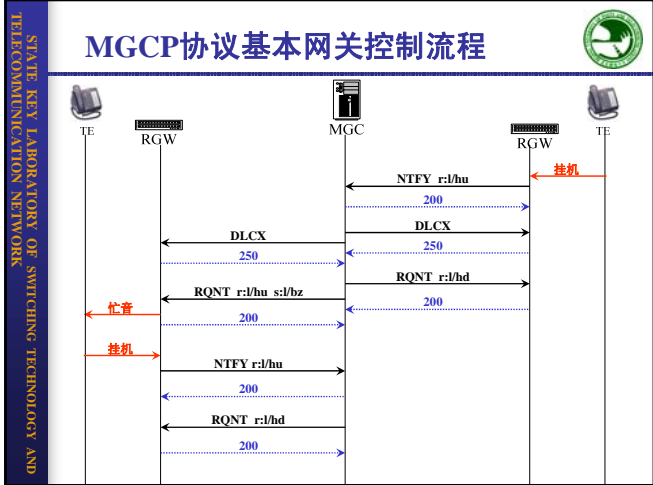 MGCP协议基本网关控制流程
STATE KEY LABORATORY OF SWITCHING TECHNOLOGY AND
TELECOMMUNICATION NETWORK
TE
RGW
MGC
RGW
TE
挂机
NTFY r:l/hu
200
DLCX
DLCX
250
250
RQNT r:l/hd
RQNT r:l/hu s:l/bz
200
忙音
200
挂机
NTFY r:l/hu
200
RQNT r:l/hd
200